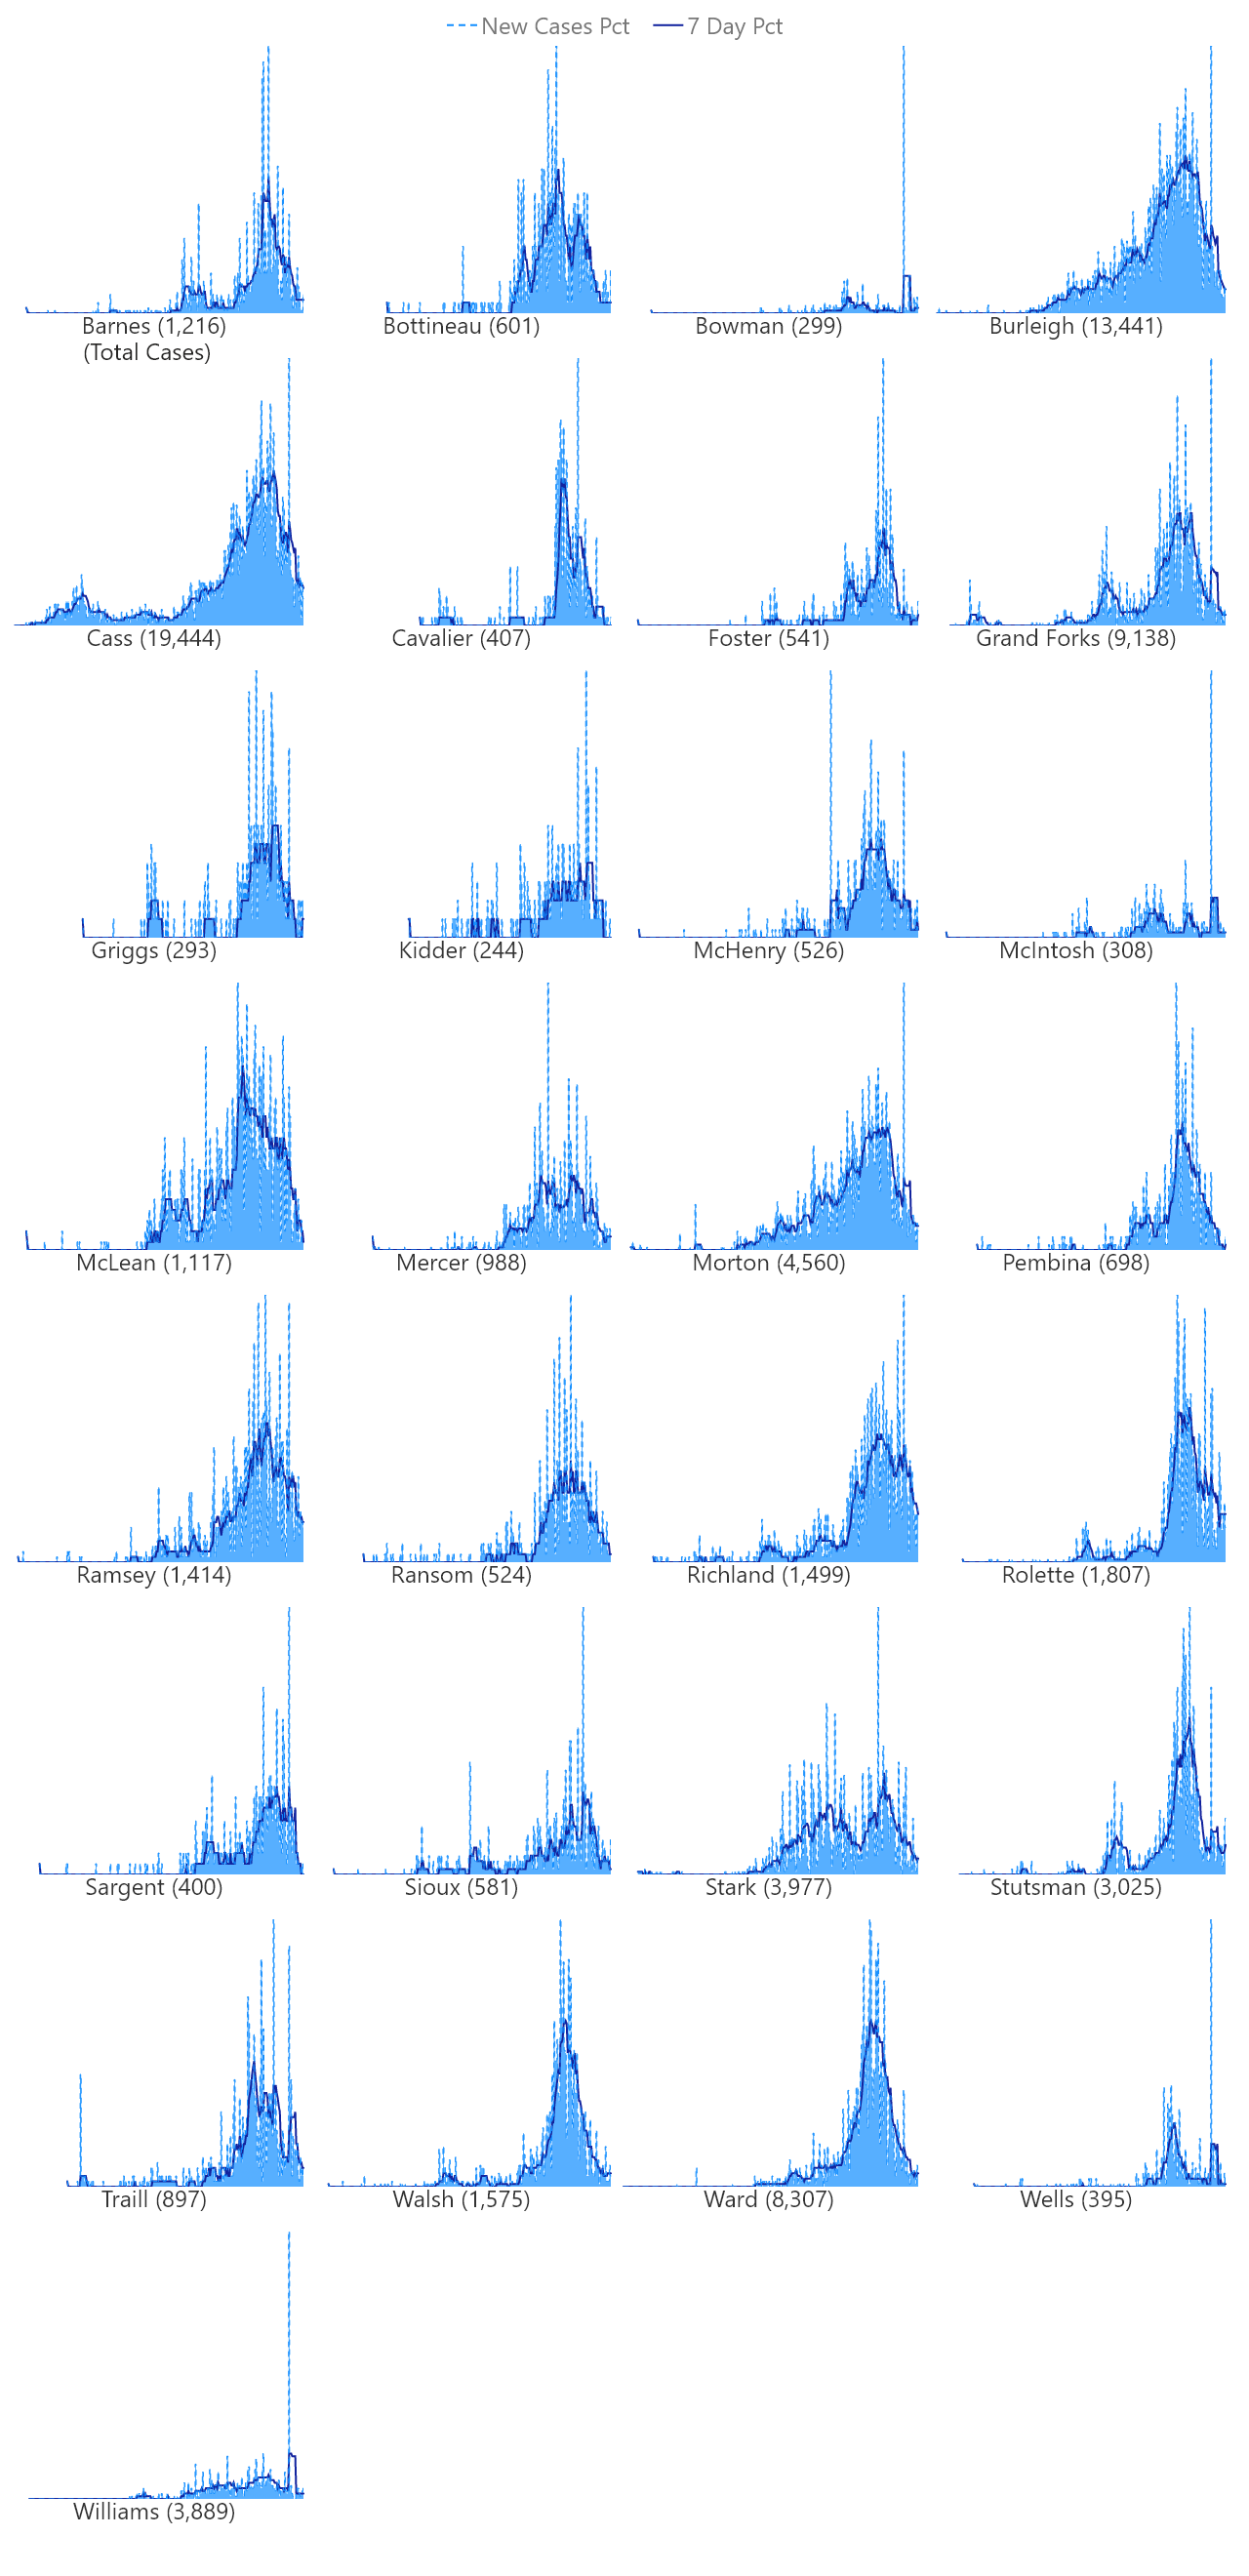 New Cases Pct 7 Day Pct
Barnes (1,216) Bottineau (601) Bowman (299) Burleigh (13,441)
(Total Cases)
Cass (19,444) Cavalier (407) Foster (541) Grand Forks (9,138)
Griggs (293) Kidder (244) McHenry (526) McIntosh (308)
McLean (1,117) Mercer (988) Morton (4,560) Pembina (698)
Ramsey (1,414) Ransom (524) Richland (1,499) Rolette (1,807)
Sargent (400) Sioux (581) Stark (3,977) Stutsman (3,025)
Traill (897) Walsh (1,575) Ward (8,307) Wells (395)
Williams (3,889)